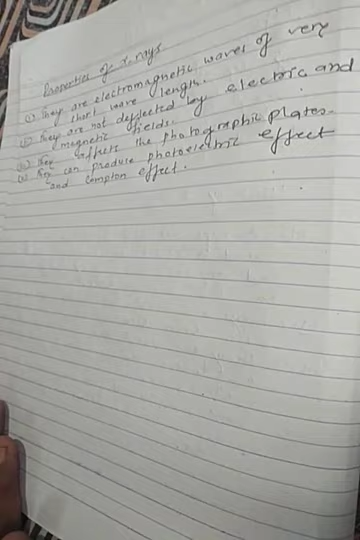 Properties of x rays
(i) They are electromagnetic waves of very
short wave length.
(ii) They are not deflected by electric and
magnetic fields.
(iii) They affects the photographic plates.
(iv) They can produce photoelectric effect
and compton effect.